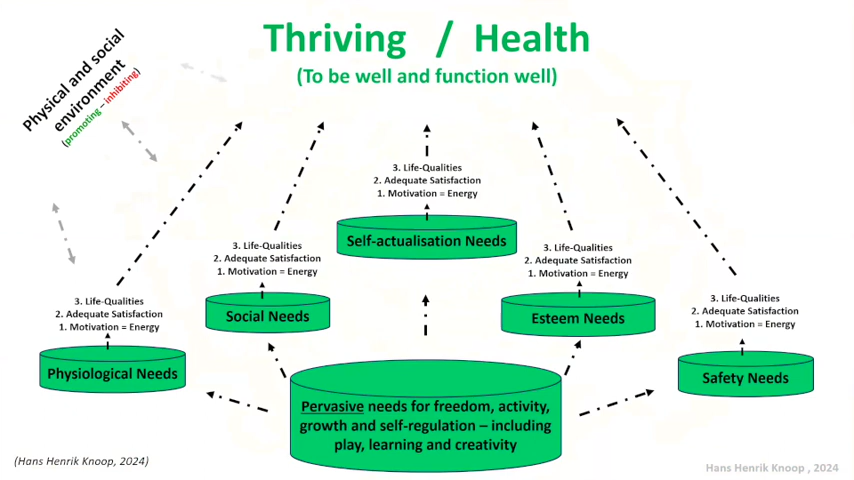 Thriving / Health
(To be well and function well)
Physical and social
environment
(promoting – inhibiting)
3. Life-Qualities
2. Adequate Satisfaction
1. Motivation = Energy
Self-actualisation Needs
3. Life-Qualities
2. Adequate Satisfaction
1. Motivation = Energy
Social Needs
3. Life-Qualities
2. Adequate Satisfaction
1. Motivation = Energy
Esteem Needs
3. Life-Qualities
2. Adequate Satisfaction
1. Motivation = Energy
Physiological Needs
3. Life-Qualities
2. Adequate Satisfaction
1. Motivation = Energy
Safety Needs
Pervasive needs for freedom, activity,
growth and self-regulation – including
play, learning and creativity
(Hans Henrik Knoop, 2024)
Hans Henrik Knoop , 2024